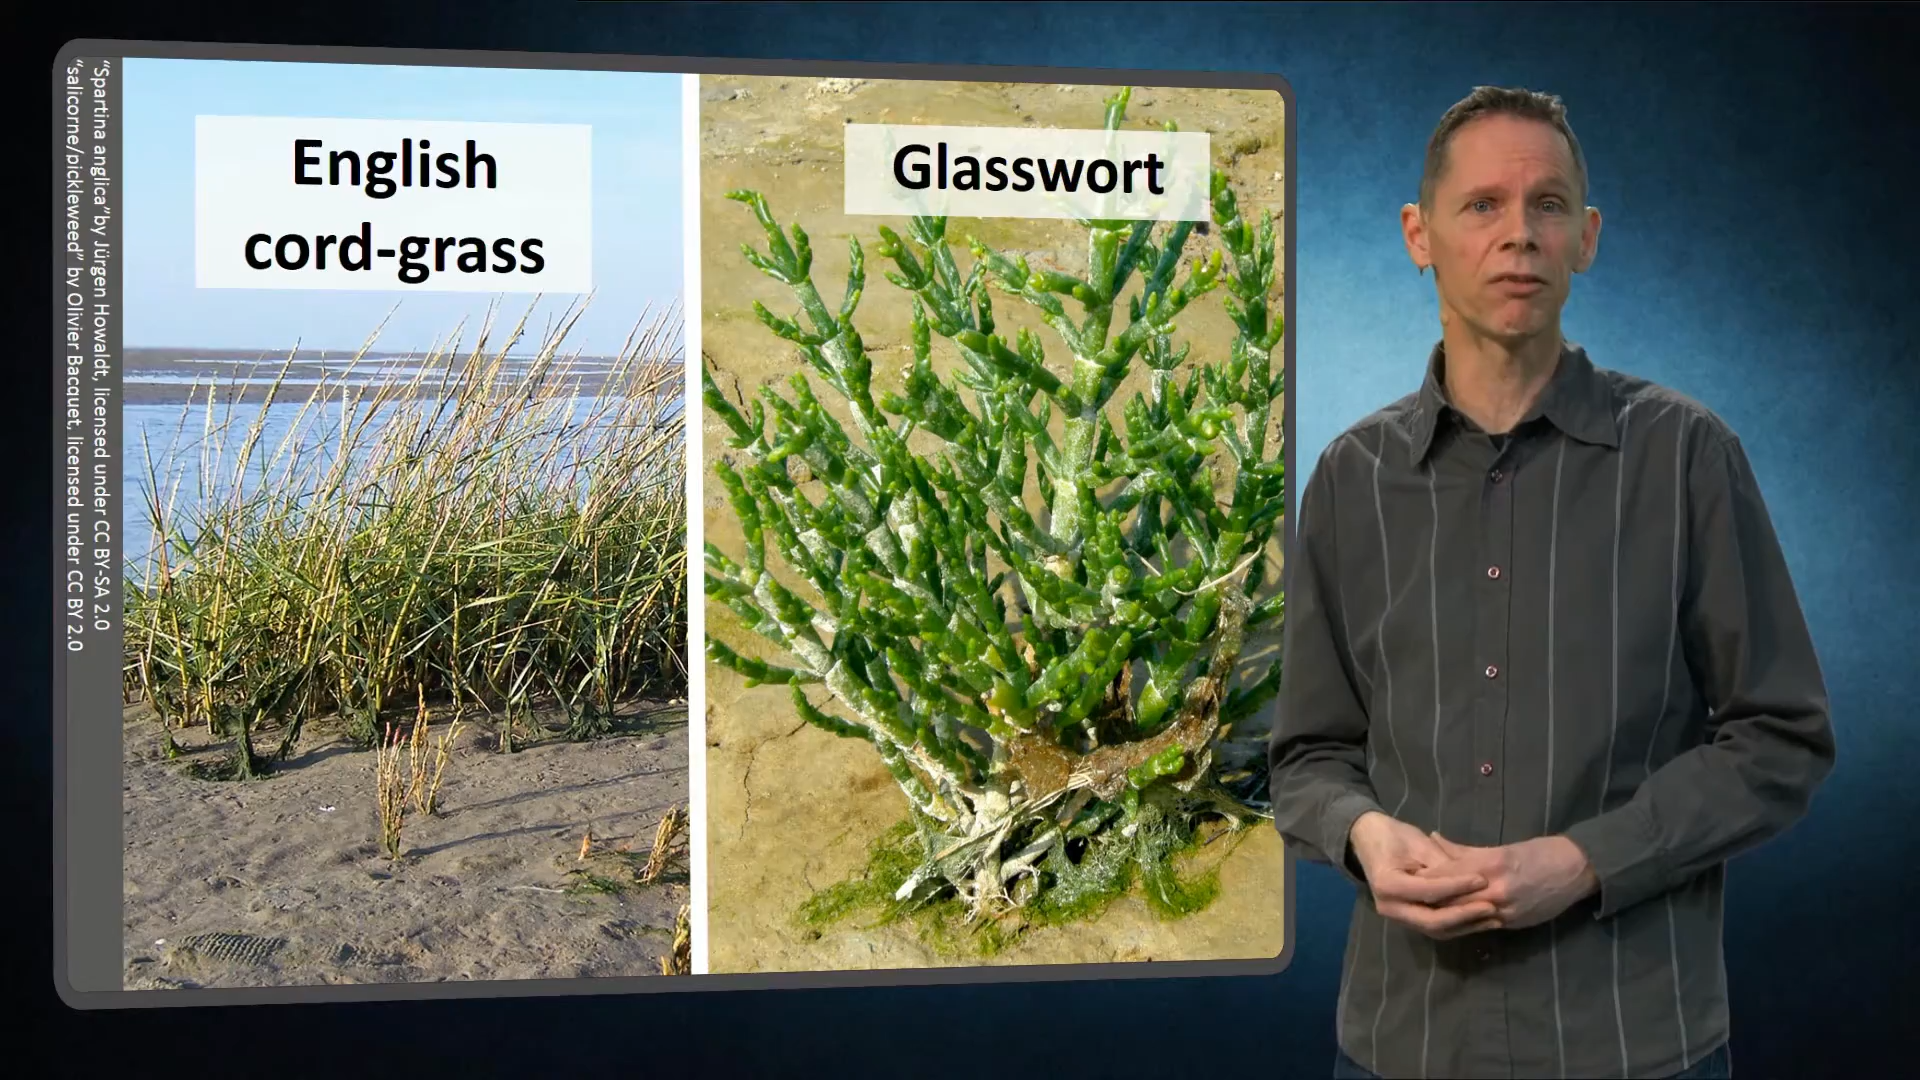 English
cord-grass
Glasswort
“Spartina anglica”by Jürgen Howaldt, licensed under CC BY-SA 2.0
“salicorne/pickleweed” by Olivier Bacquet, licensed under CC BY 2.0